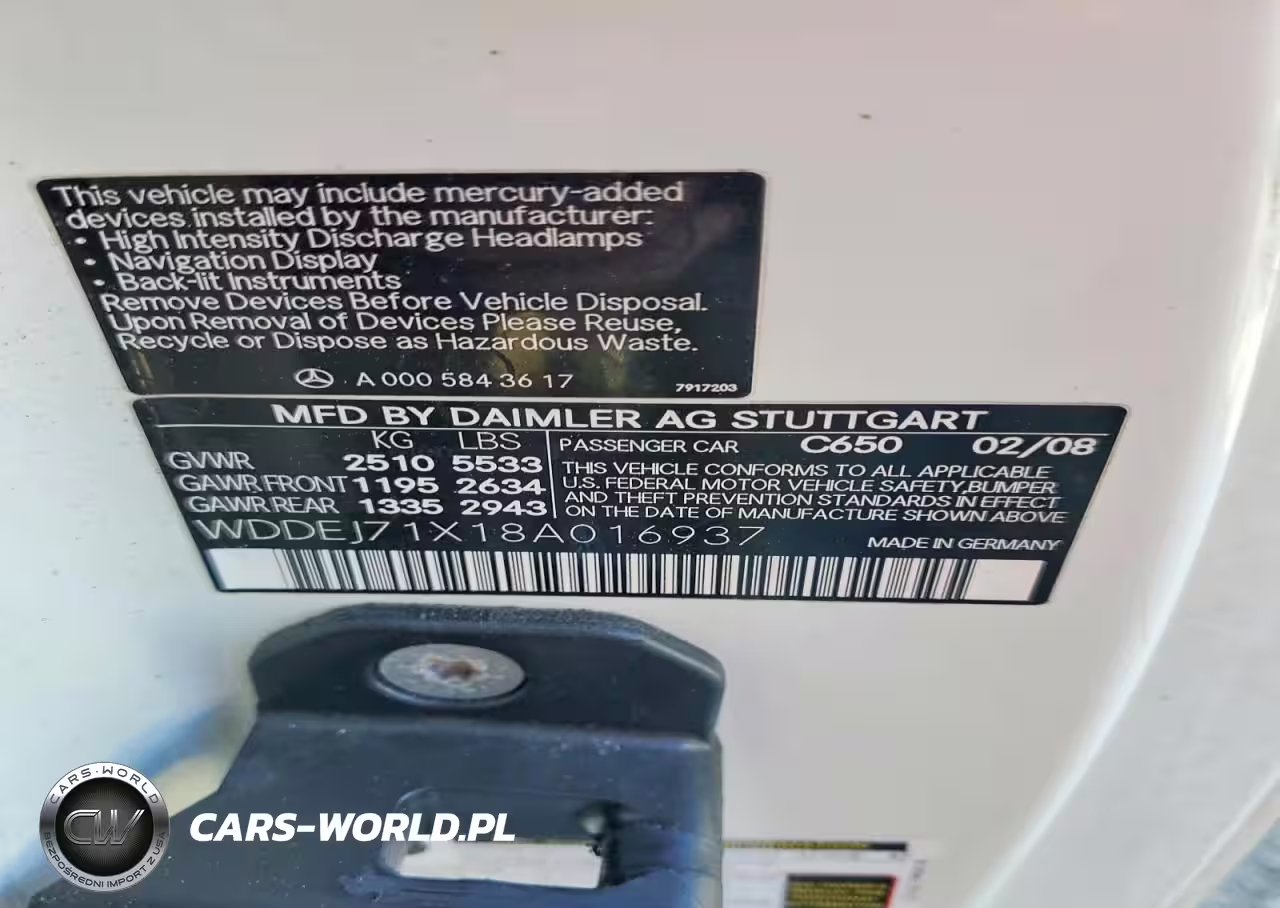 This vehicle may include mercury-added
devices installed by the manufacturer:
• High Intensity Discharge Headlamps
• Navigation Display
• Back-lit Instruments
Remove Devices Before Vehicle Disposal.
Upon Removal of Devices Please Reuse,
Recycle or Dispose as Hazardous Waste.
A 000 584 36 17
7917203
MFD BY DAIMLER AG STUTTGART
KG LBS
GVWR 2510 5533
GAWR FRONT 1195 2634
GAWR REAR 1335 2943
PASSENGER CAR C650 02/08
THIS VEHICLE CONFORMS TO ALL APPLICABLE
U.S. FEDERAL MOTOR VEHICLE SAFETY,BUMPER
AND THEFT PREVENTION STANDARDS IN EFFECT
ON THE DATE OF MANUFACTURE SHOWN ABOVE
WDDEJ71X18A016937
MADE IN GERMANY
CARS-WORLD
CW
BEZPOŚREDNI IMPORT Z USA
CARS-WORLD.PL